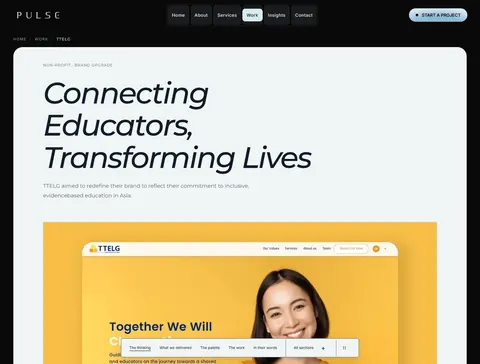 PULSE
Home
About
Services
Work
Insights
Contact
START A PROJECT
HOME
WORK
TTELG
NON-PROFIT, BRAND UPGRADE
Connecting
Educators,
Transforming Lives
TTELG aimed to redefine their brand to reflect their commitment to inclusive,
evidencebased education in Asia.
TTELG
Our Values
Services
About us
Team
Together We Will
and educators on the journey towards a shared
The thinking
What we delivered
The palette
The work
In their words
All sections